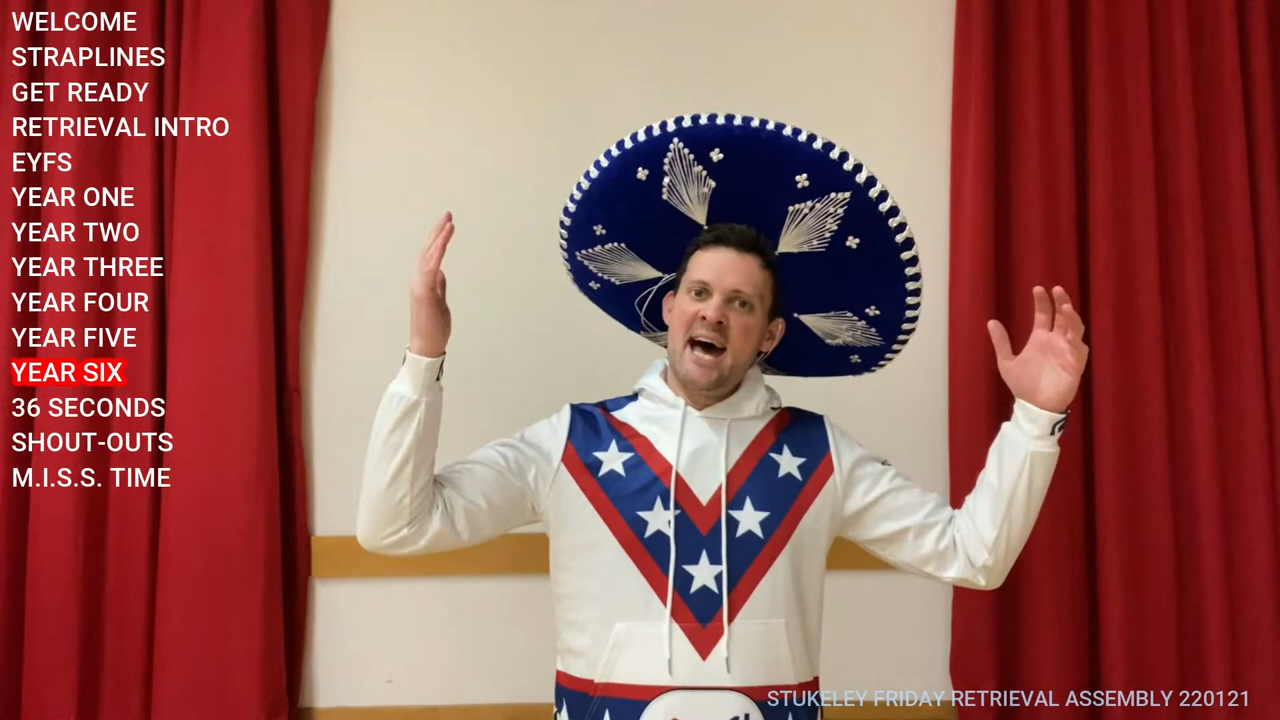 WELCOME
STRAPLINES
GET READY
RETRIEVAL INTRO
EYFS
YEAR ONE
YEAR TWO
YEAR THREE
YEAR FOUR
YEAR FIVE
YEAR SIX
36 SECONDS
SHOUT-OUTS
M.I.S.S. TIME
STUKELEY FRIDAY RETRIEVAL ASSEMBLY 220121